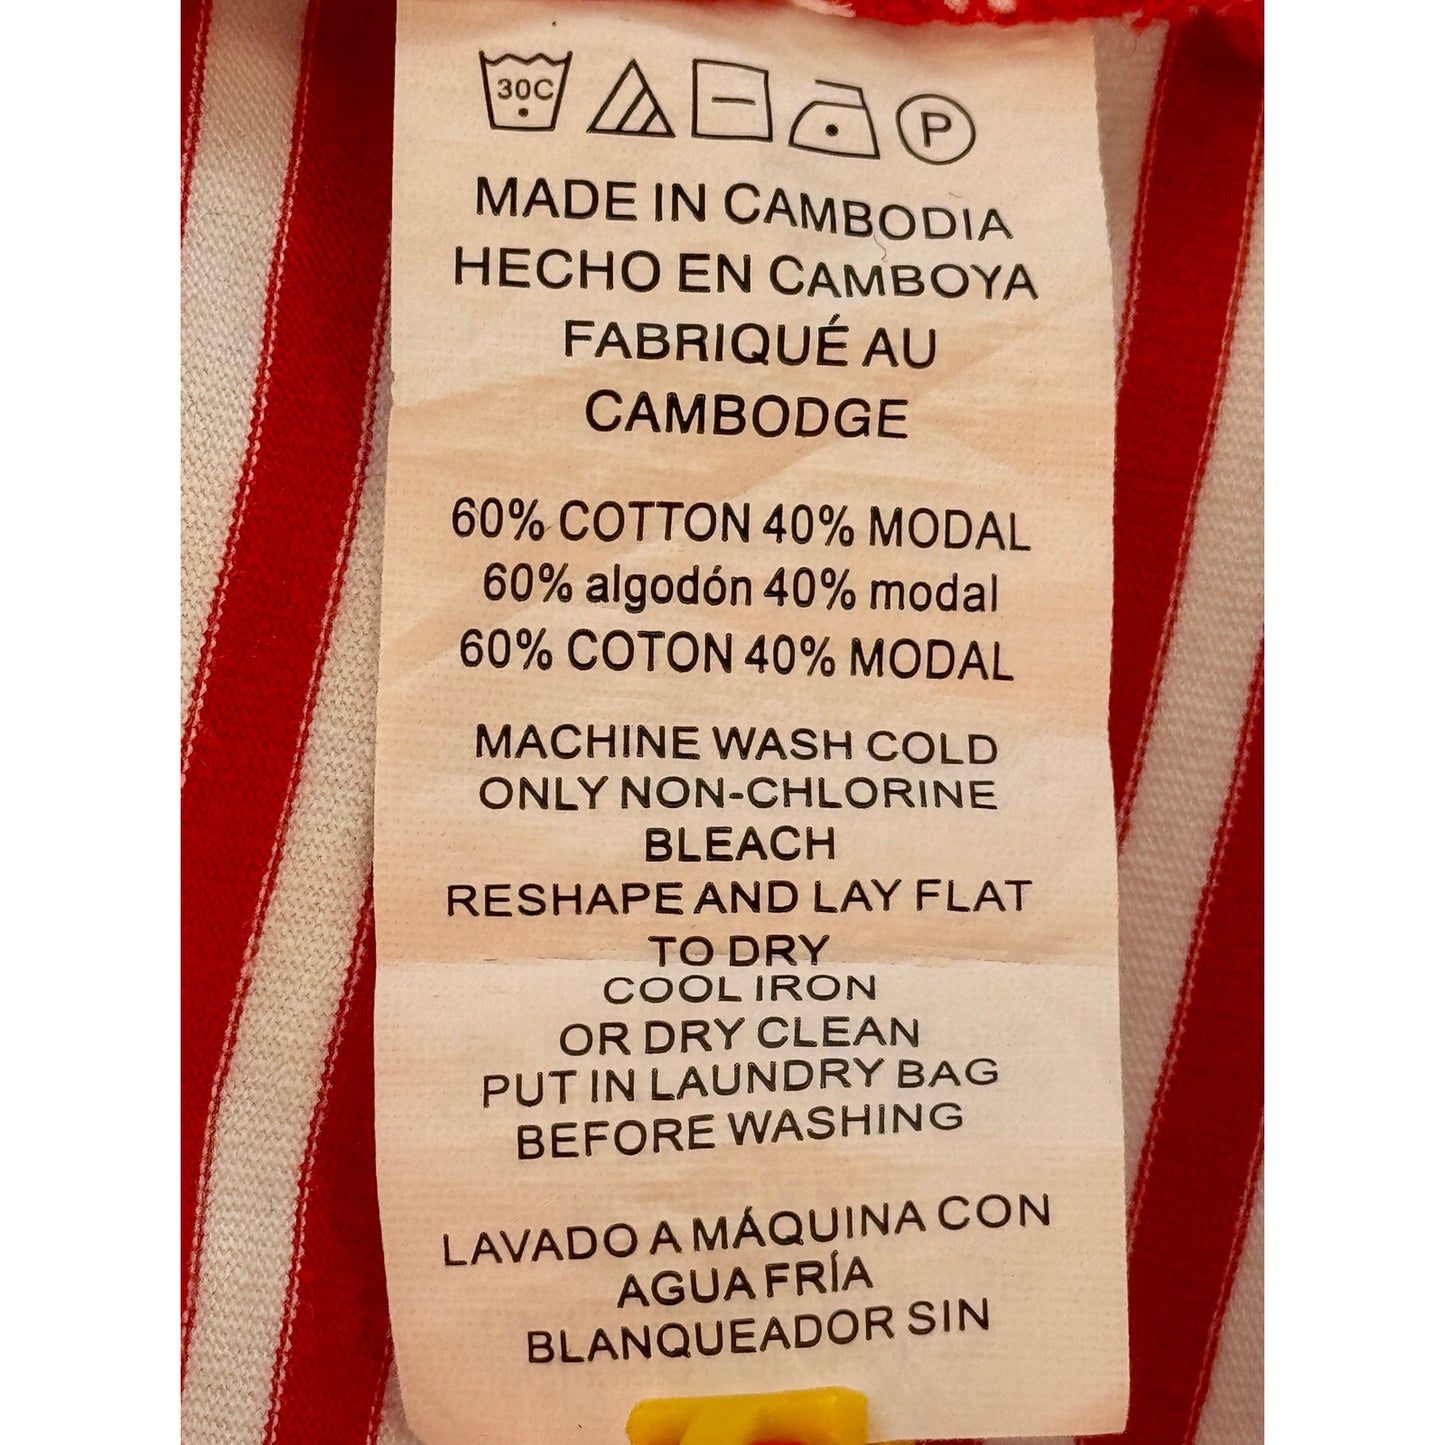 30C P
MADE IN CAMBODIA
HECHO EN CAMBOYA
FABRIQUÉ AU
CAMBODGE
60% COTTON 40% MODAL
60% algodón 40% modal
60% COTON 40% MODAL
MACHINE WASH COLD
ONLY NON-CHLORINE
BLEACH
RESHAPE AND LAY FLAT
TO DRY
COOL IRON
OR DRY CLEAN
PUT IN LAUNDRY BAG
BEFORE WASHING
LAVADO A MÁQUINA CON
AGUA FRÍA
BLANQUEADOR SIN